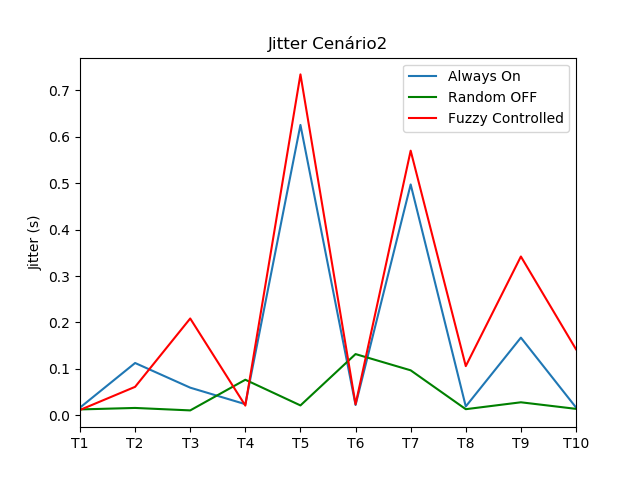 Jitter Cenário2
Always On
Random OFF
Fuzzy Controlled
Jitter (s)
0.7
0.6
0.5
0.4
0.3
0.2
0.1
0.0
T1 T2 T3 T4 T5 T6 T7 T8 T9 T10